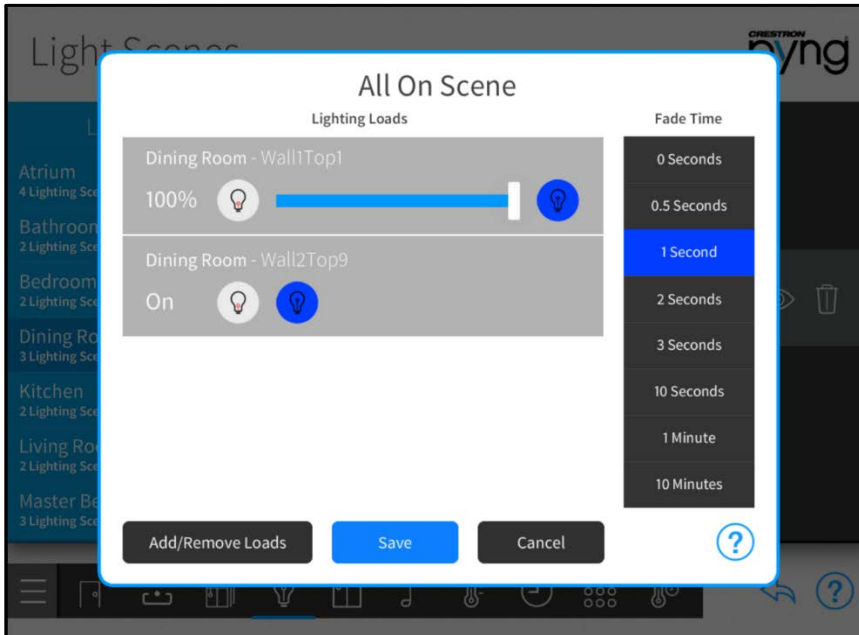 Light Scenes
CRESTRON
pyng
All On Scene
Lighting Loads
Fade Time
Dining Room - Wall1Top1
100%
Dining Room - Wall2Top9
On
0 Seconds
0.5 Seconds
1 Second
2 Seconds
3 Seconds
10 Seconds
1 Minute
10 Minutes
Add/Remove Loads
Save
Cancel
?
L
Atrium
4 Lighting Sce
Bathroon
2 Lighting Sce
Bedroom
2 Lighting Sce
Dining Ro
3 Lighting Sce
Kitchen
2 Lighting Sce
Living Ro
2 Lighting Sce
Master Be
3 Lighting Sce
?